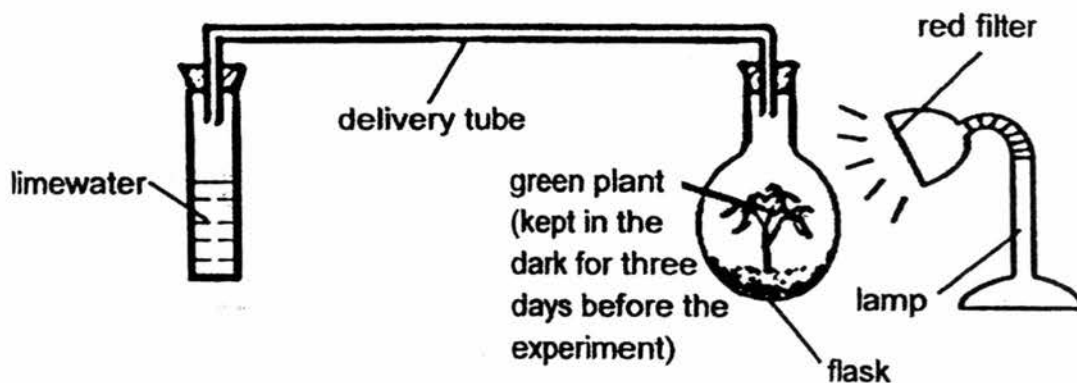 red filter
delivery tube
limewater
green plant
(kept in the
dark for three
days before the
experiment)
lamp
flask